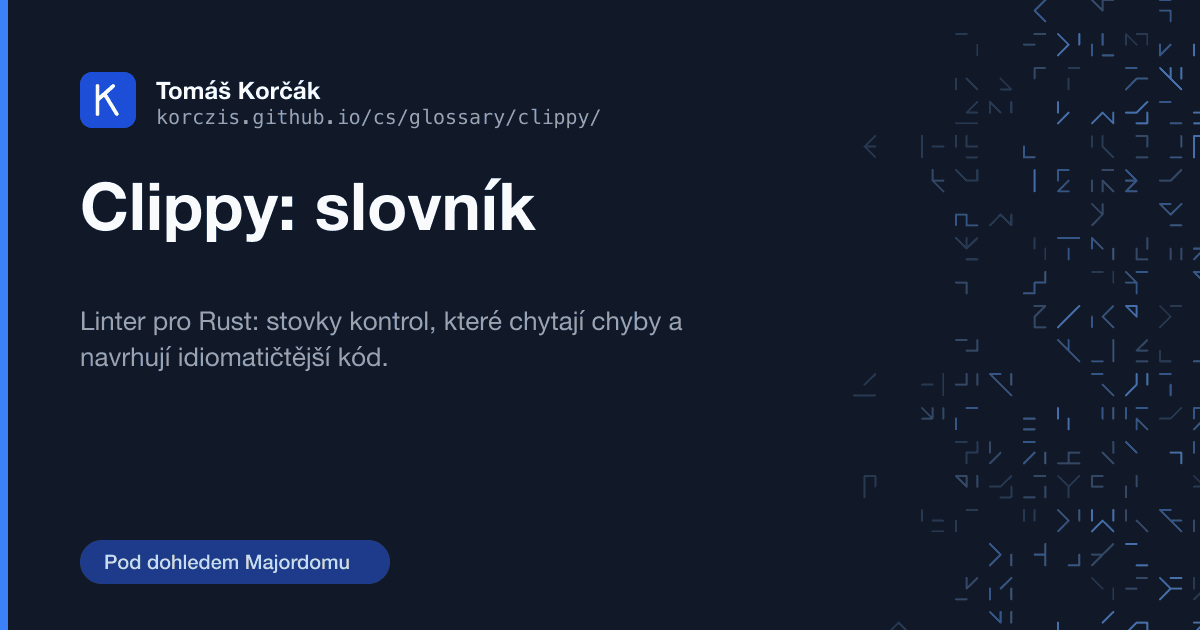 Tomáš Korčák
korczis.github.io/cs/glossary/clippy/
Clippy: slovník
Linter pro Rust: stovky kontrol, které chytají chyby a
navrhují idiomatičtější kód.
Pod dohledem Majordomu